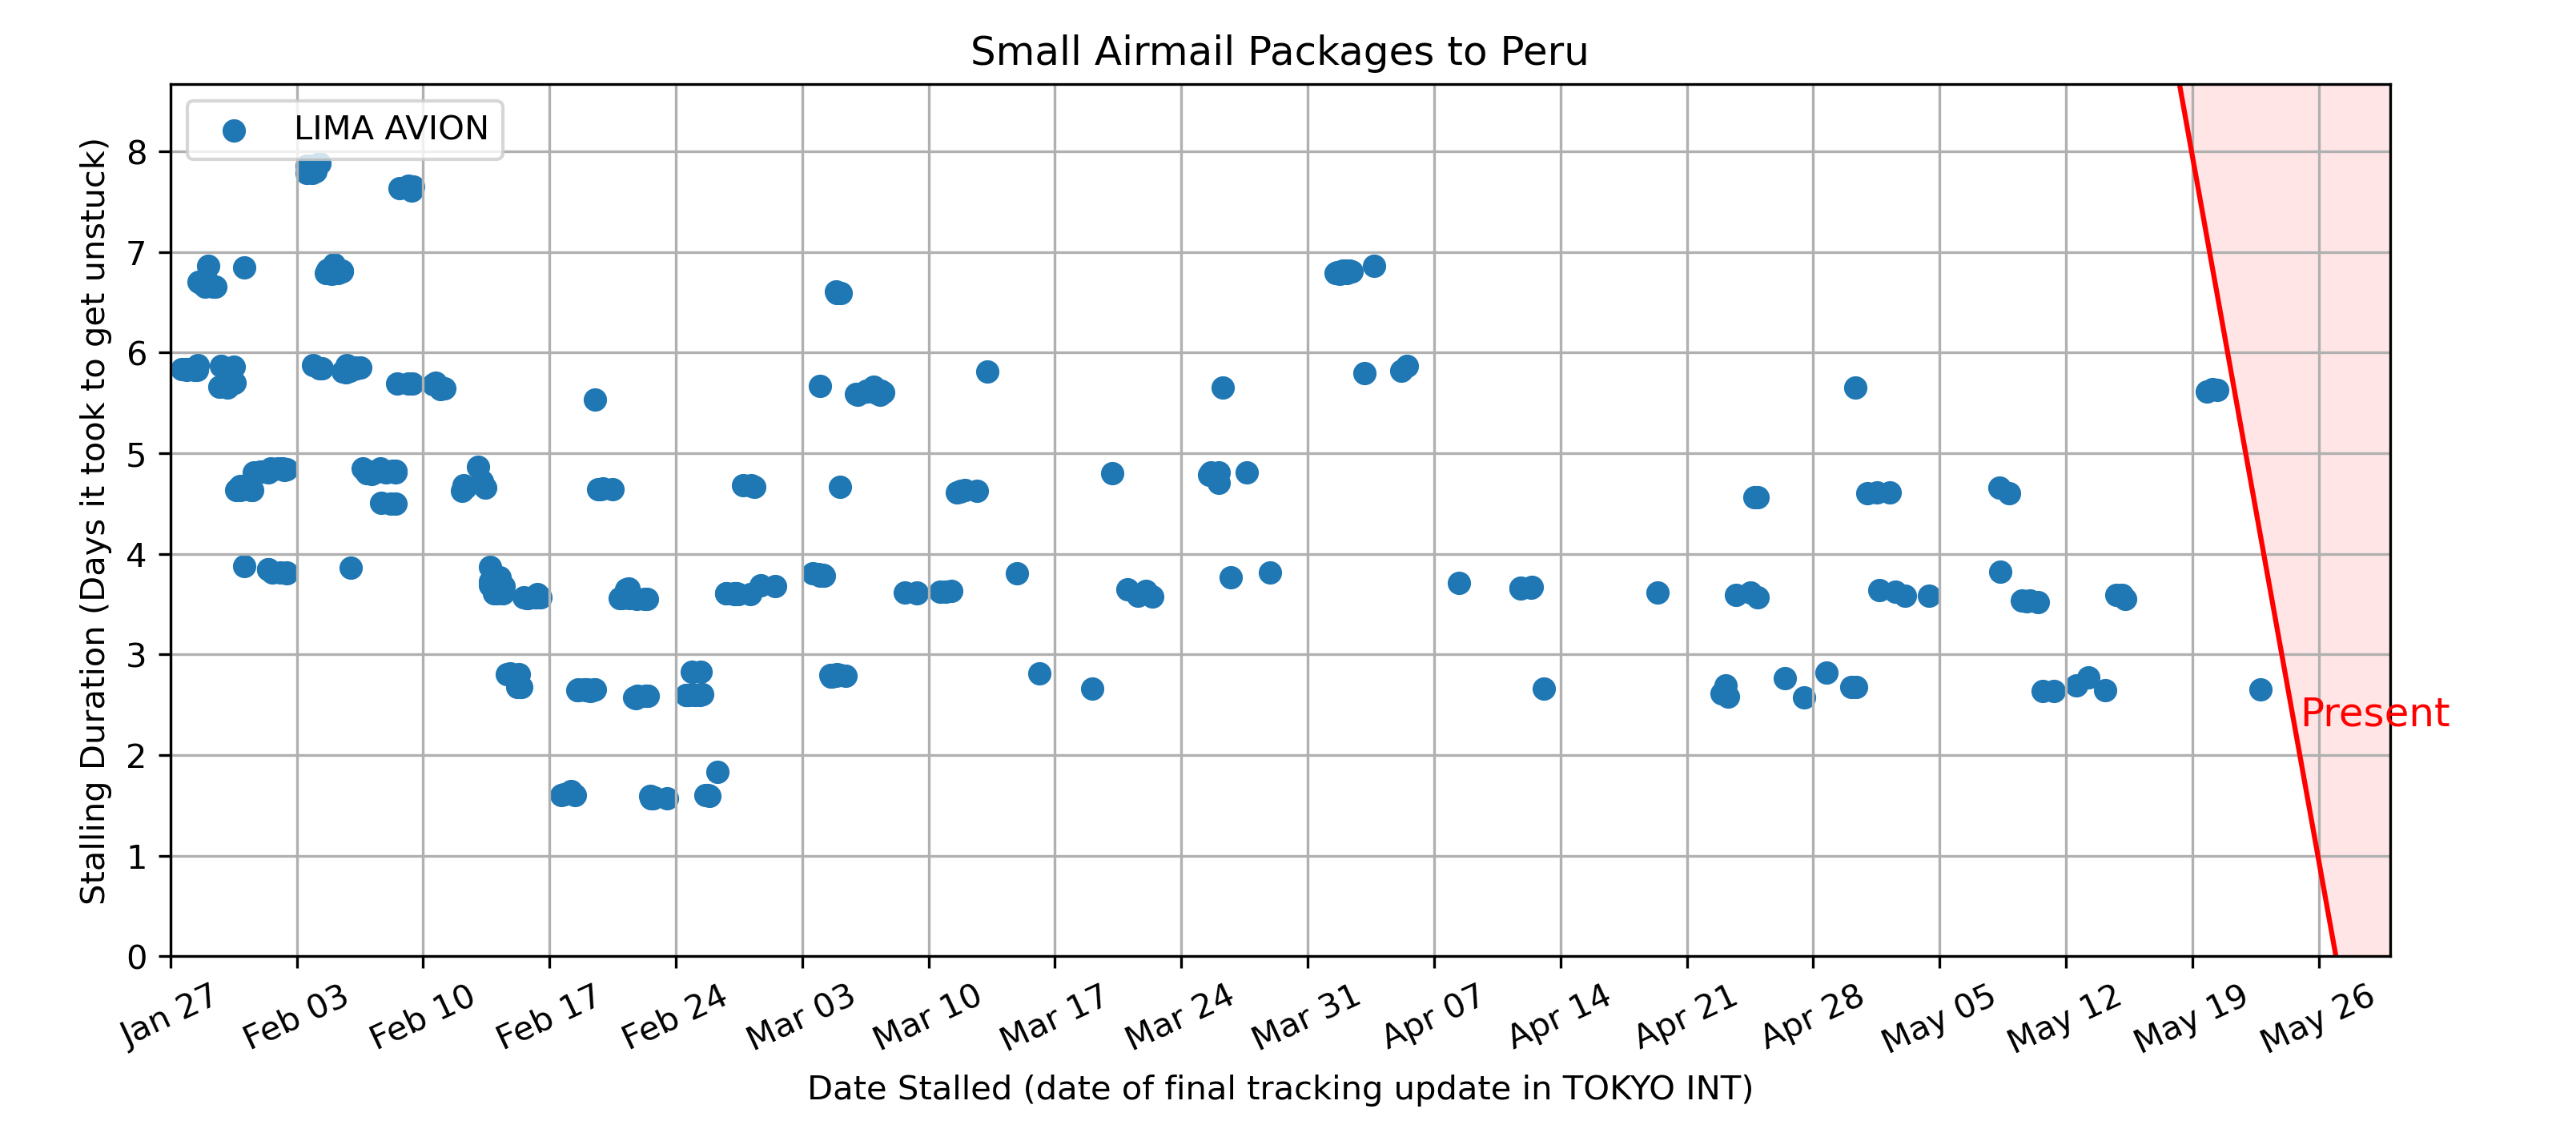 Small Airmail Packages to Peru
LIMA AVION
Stalling Duration (Days it took to get unstuck)
8
7
6
5
4
3
2
1
0
Present
Jan 27
Feb 03
Feb 10
Feb 17
Feb 24
Mar 03
Mar 10
Mar 17
Mar 24
Mar 31
Apr 07
Apr 14
Apr 21
Apr 28
May 05
May 12
May 19
May 26
Date Stalled (date of final tracking update in TOKYO INT)